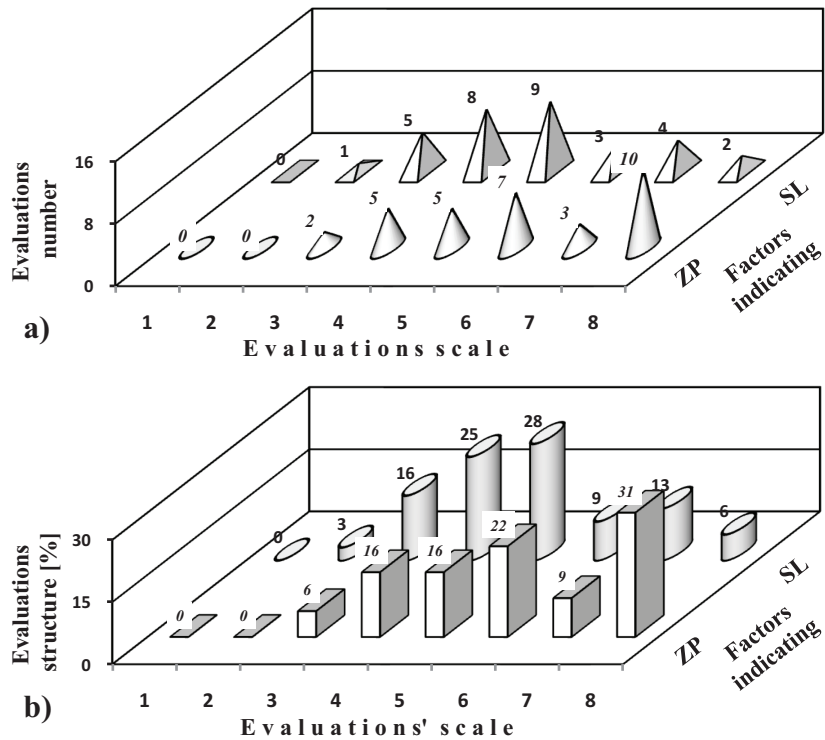 0 1 5 8 9 3 4 2
0 0 2 5 5 7 3 10
16
8
0
Evaluations
number
SL
ZP
Factors
indicating
1 2 3 4 5 6 7 8
Evaluations scale
a)
0 3 16 25 28 9 13 6
0 0 6 16 16 22 9 31
30
15
0
Evaluations
structure [%]
SL
ZP
Factors
indicating
1 2 3 4 5 6 7 8
Evaluations' scale
b)